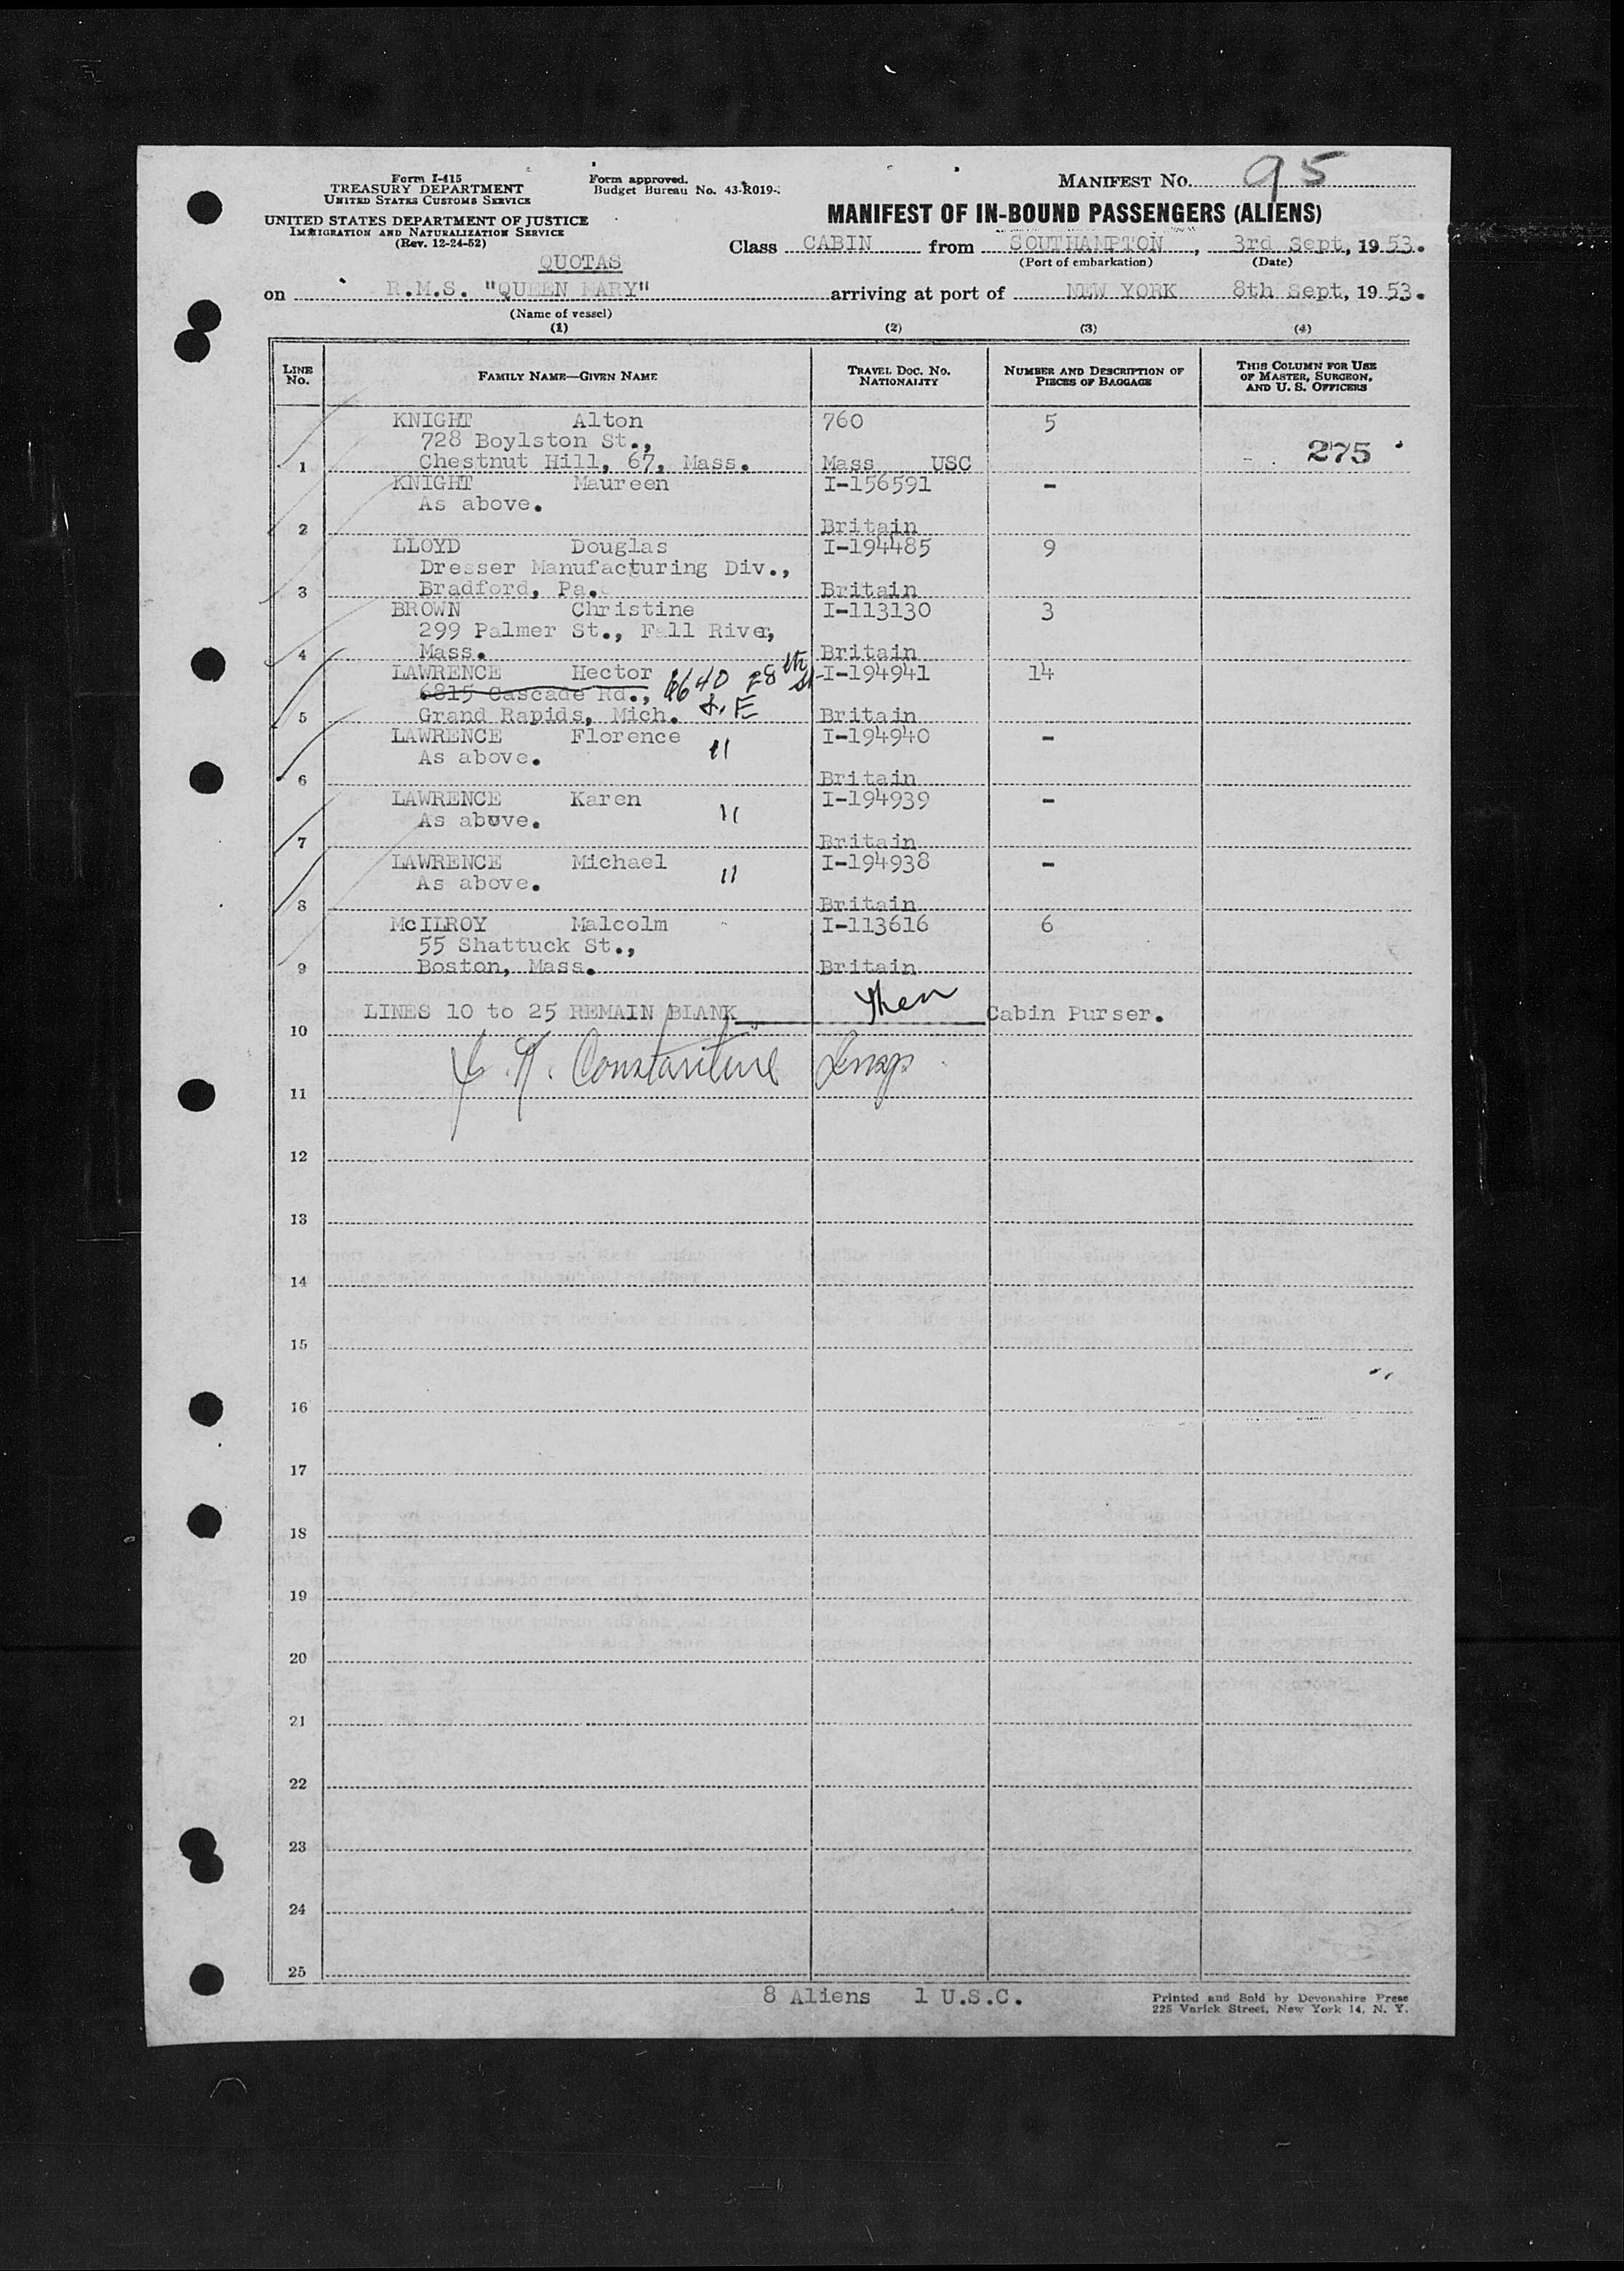 Form I-415
TREASURY DEPARTMENT
UNITED STATES CUSTOMS SERVICE
UNITED STATES DEPARTMENT OF JUSTICE
IMMIGRATION AND NATURALIZATION SERVICE
(Rev. 12-24-52)
Form approved.
Budget Bureau No. 43-R019-
MANIFEST No. 95
MANIFEST OF IN-BOUND PASSENGERS (ALIENS)
Class CABIN from SOUTHAMPTON, 3rd Sept, 19 53.
(Port of embarkation) (Date)
QUOTAS
on R.M.S. "QUEEN MARY" arriving at port of NEW YORK 8th Sept, 19 53.
(Name of vessel)
(1) (2) (3) (4)
LINE No. FAMILY NAME—GIVEN NAME TRAVEL DOC. NO. NATIONALITY NUMBER AND DESCRIPTION OF PIECES OF BAGGAGE THIS COLUMN FOR USE OF MASTER, SURGEON, AND U. S. OFFICERS
KNIGHT Alton 760 5
728 Boylston St., 275
1 Chestnut Hill, 67, Mass. Mass USC
KNIGHT Maureen I-156591 -
As above.
2 Britain
LLOYD Douglas I-194485 9
Dresser Manufacturing Div.,
3 Bradford, Pa. Britain
BROWN Christine I-113130 3
299 Palmer St., Fall River,
4 Mass. Britain
LAWRENCE Hector I-194941 14
6815 Cascade Rd., 6640 28th St
5 Grand Rapids, Mich. S.E Britain
LAWRENCE Florence I-194940 -
As above. "
6 Britain
LAWRENCE Karen I-194939 -
As above. "
7 Britain
LAWRENCE Michael I-194938 -
As above. "
8 Britain
McILROY Malcolm I-113616 6
55 Shattuck St.,
9 Boston, Mass. Britain
LINES 10 to 25 REMAIN BLANK Cabin Purser.
10
Constantine Insp
11
12
13
14
15
16
17
18
19
20
21
22
23
24
25
8 Aliens 1 U.S.C.
Printed and Sold by Devonshire Press
225 Varick Street, New York 14, N. Y.